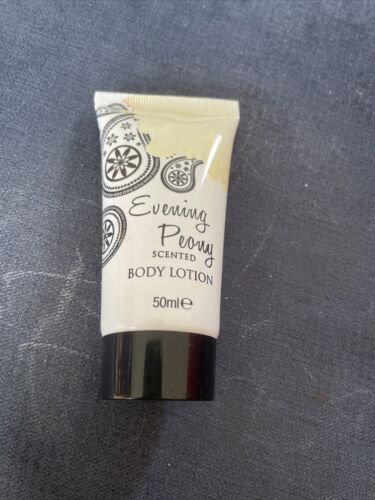 Evening
Peony
SCENTED
BODY LOTION
50ml℮